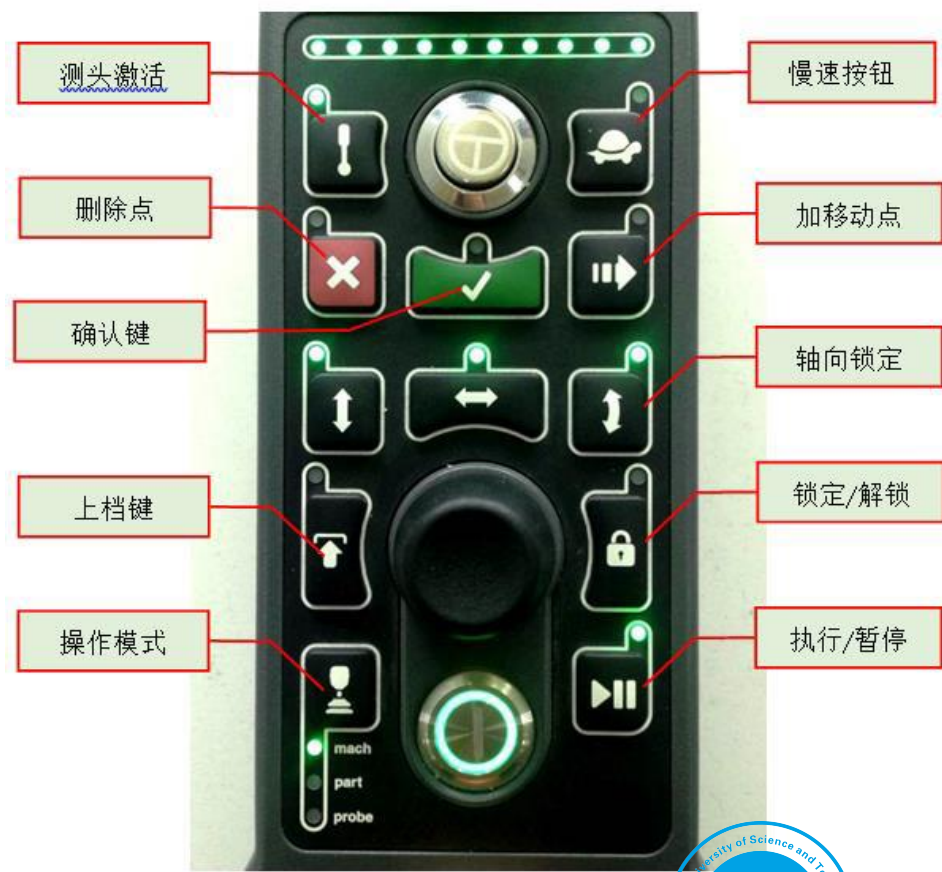 测头激活
慢速按钮
删除点
加移动点
确认键
轴向锁定
上档键
锁定/解锁
操作模式
执行/暂停
mach
part
probe
ersity of Science and